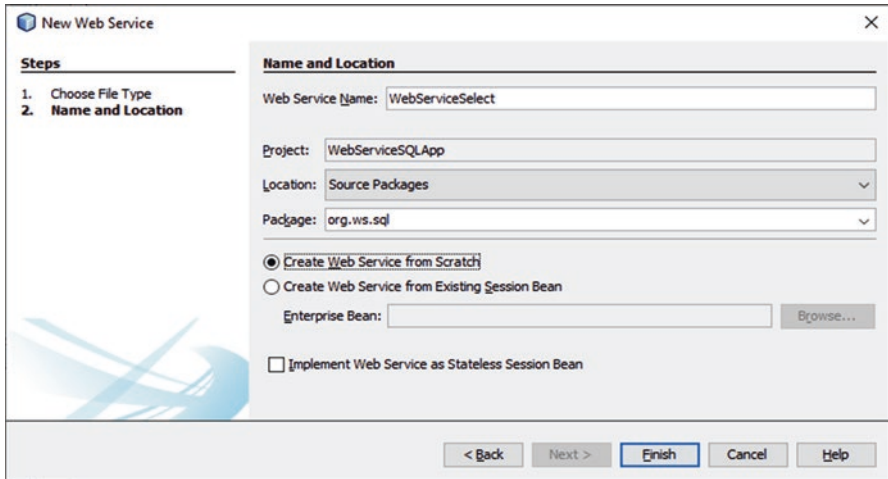 New Web Service
Steps
1. Choose File Type
2. Name and Location
Name and Location
Web Service Name: WebServiceSelect
Project: WebServiceSQLApp
Location: Source Packages
Package: org.ws.sql
Create Web Service from Scratch
Create Web Service from Existing Session Bean
Enterprise Bean: Browse...
Implement Web Service as Stateless Session Bean
< Back Next > Finish Cancel Help